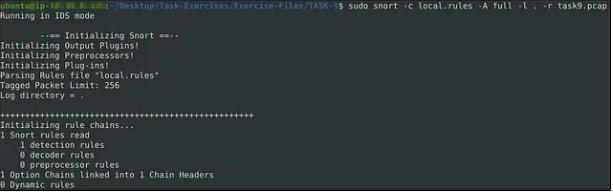 ubuntu@ip-:~/Desktop/Task-Exercises/Exercise-Files/TASK-9$ sudo snort -c local.rules -A full -l . -r task9.pcap
Running in IDS mode
--== Initializing Snort ==--
Initializing Output Plugins!
Initializing Preprocessors!
Initializing Plug-ins!
Parsing Rules file "local.rules"
Tagged Packet Limit: 256
Log directory = .
+++++++++++++++++++++++++++++++++++++++++++++++++++
Initializing rule chains...
1 Snort rules read
1 detection rules
0 decoder rules
0 preprocessor rules
1 Option Chains linked into 1 Chain Headers
0 Dynamic rules